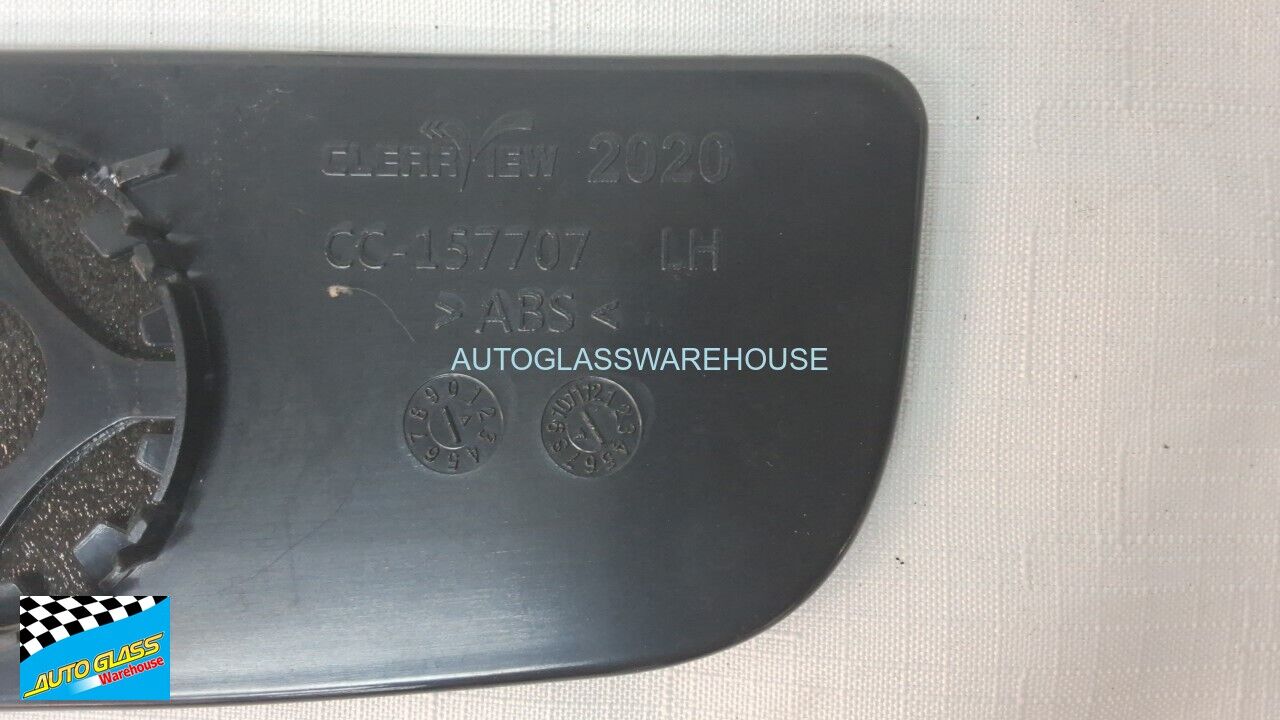 CLEARVIEW 2020
CC-157707 LH
>ABS<
AUTOGLASSWAREHOUSE
AUTO GLASS
Warehouse